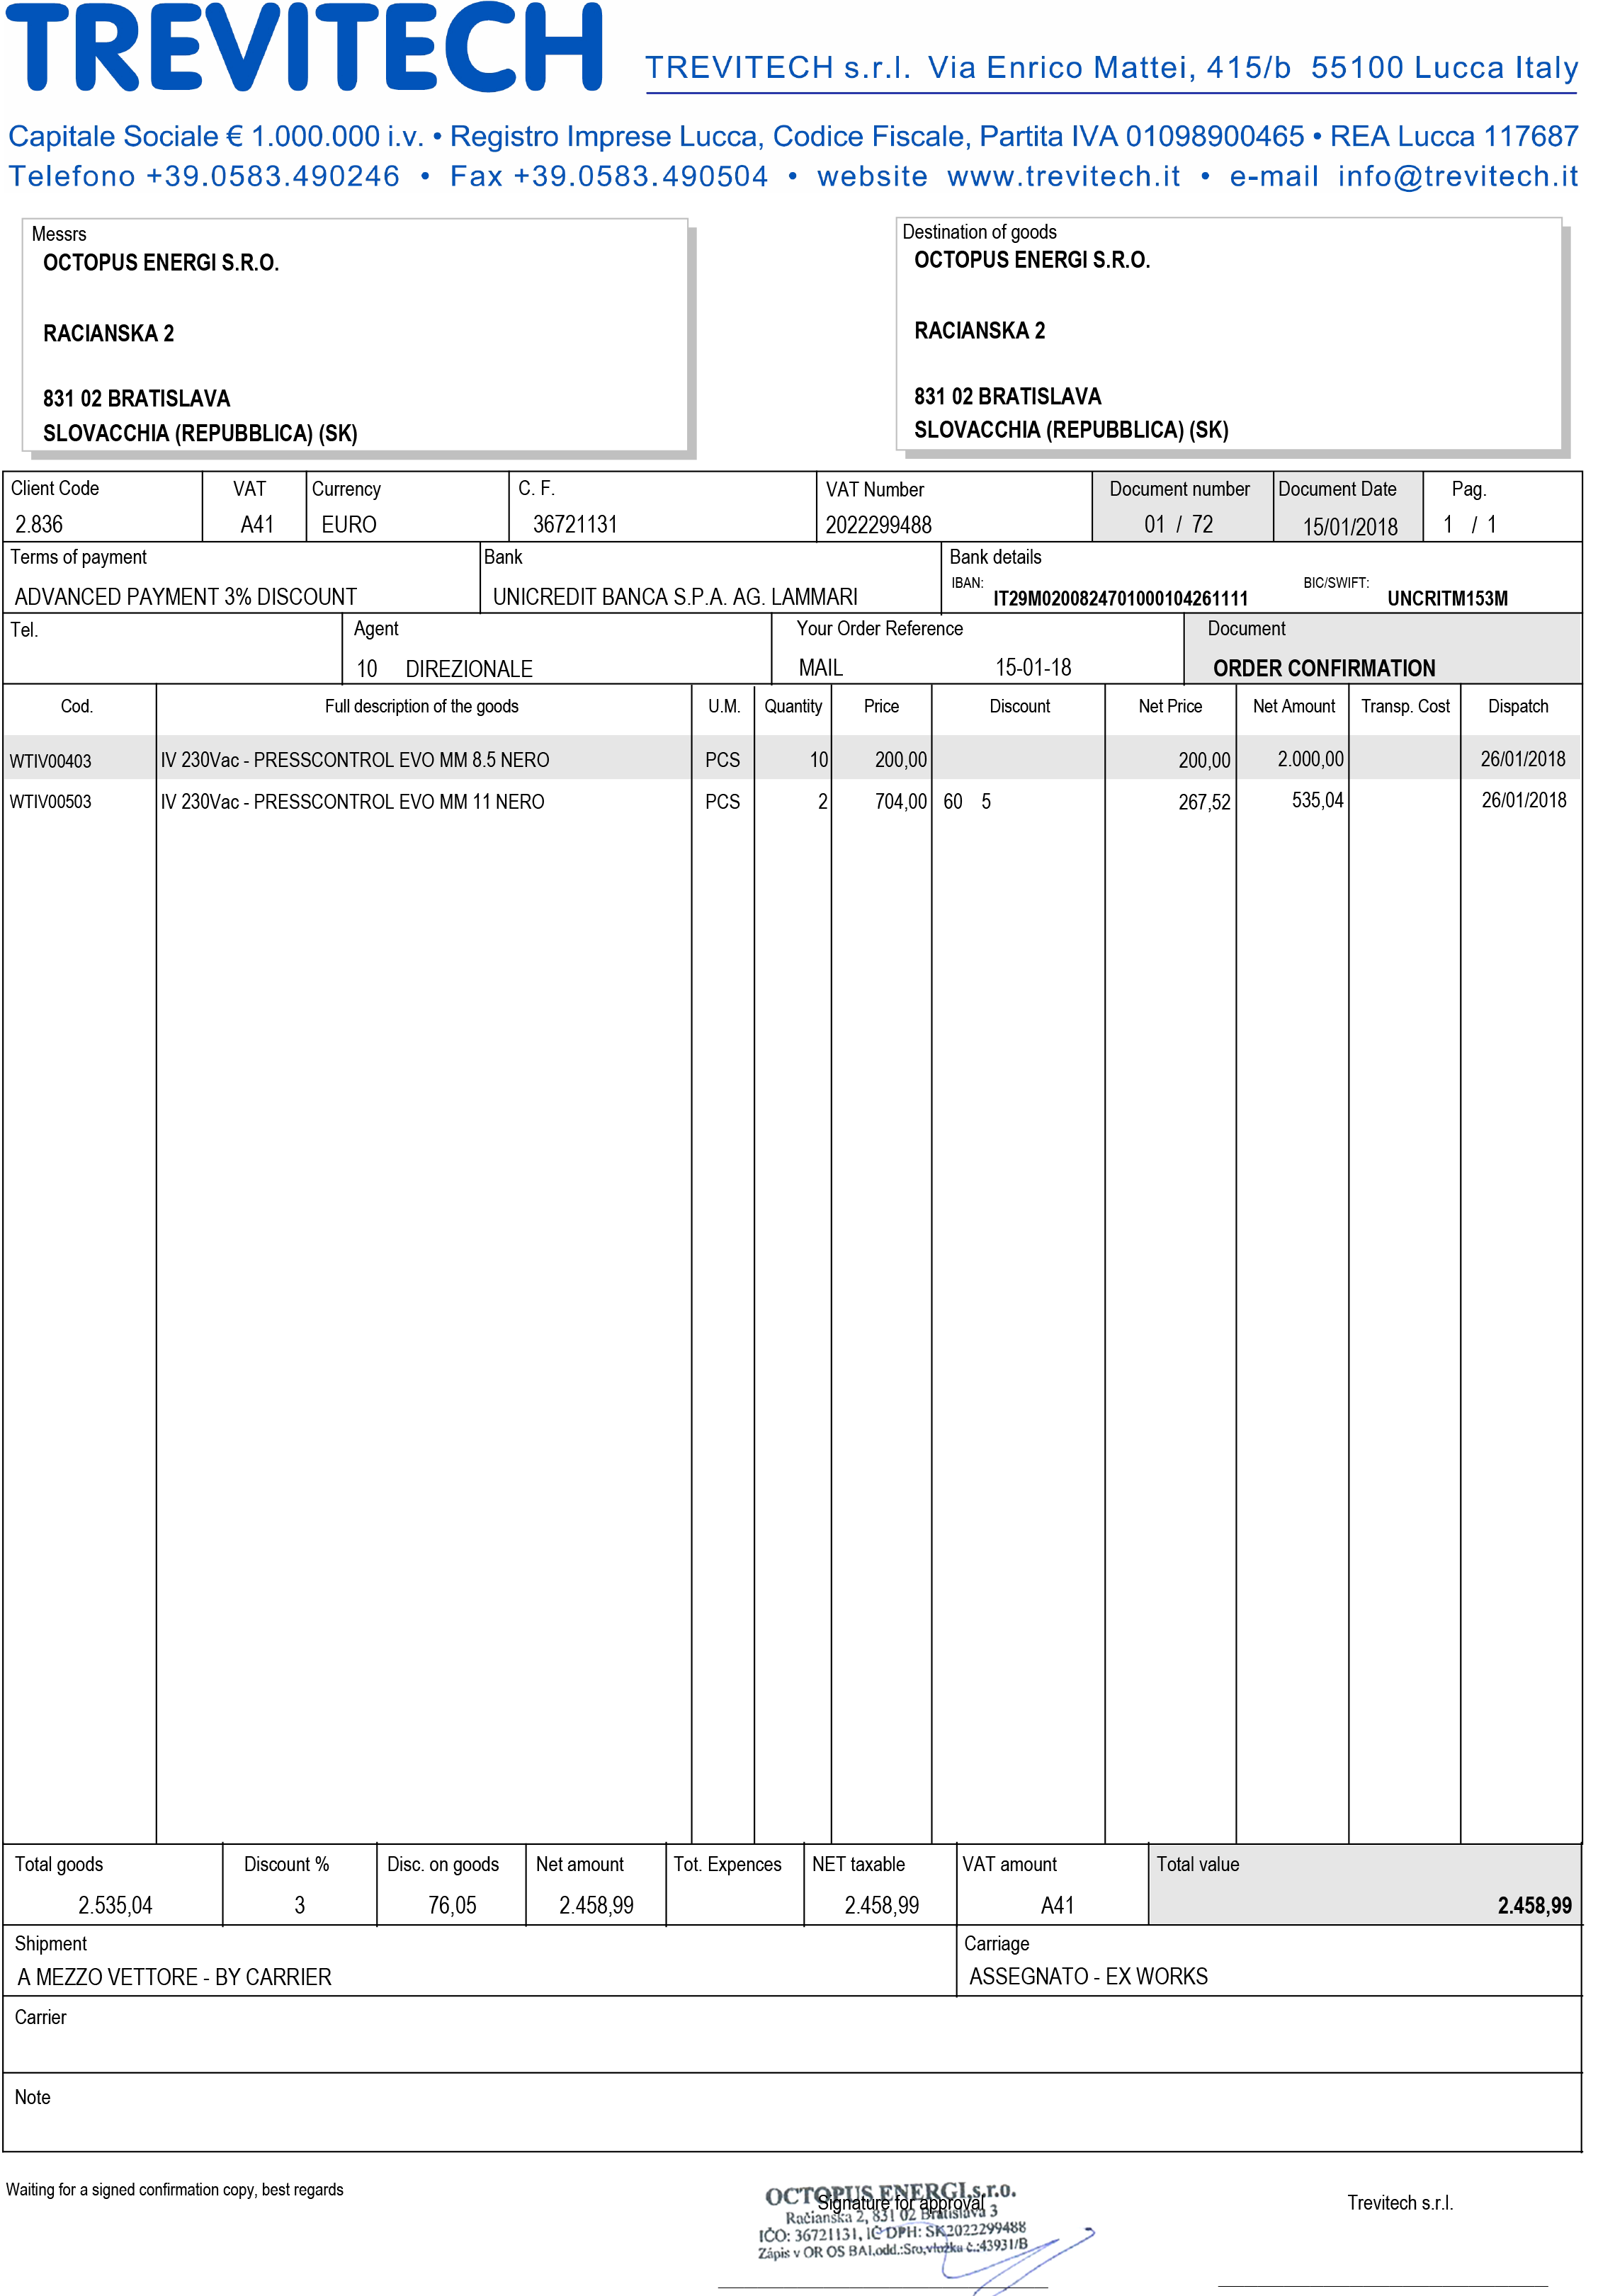 TREVITECH
TREVITECH s.r.l. Via Enrico Mattei, 415/b 55100 Lucca Italy
Capitale Sociale € 1.000.000 i.v. • Registro Imprese Lucca, Codice Fiscale, Partita IVA 01098900465 • REA Lucca 117687
Telefono +39.0583.490246 • Fax +39.0583.490504 • website www.trevitech.it • e-mail info@trevitech.it
Messrs
OCTOPUS ENERGI S.R.O.
RACIANSKA 2
831 02 BRATISLAVA
SLOVACCHIA (REPUBBLICA) (SK)
Destination of goods
OCTOPUS ENERGI S.R.O.
RACIANSKA 2
831 02 BRATISLAVA
SLOVACCHIA (REPUBBLICA) (SK)
Client Code VAT Currency C. F. VAT Number Document number Document Date Pag.
2.836 A41 EURO 36721131 2022299488 01 / 72 15/01/2018 1 / 1
Terms of payment Bank Bank details
IBAN: BIC/SWIFT:
ADVANCED PAYMENT 3% DISCOUNT UNICREDIT BANCA S.P.A. AG. LAMMARI IT29M0200824701000104261111 UNCRITM153M
Tel. Agent Your Order Reference Document
10 DIREZIONALE MAIL 15-01-18 ORDER CONFIRMATION
Cod. Full description of the goods U.M. Quantity Price Discount Net Price Net Amount Transp. Cost Dispatch
WTIV00403 IV 230Vac - PRESSCONTROL EVO MM 8.5 NERO PCS 10 200,00 200,00 2.000,00 26/01/2018
WTIV00503 IV 230Vac - PRESSCONTROL EVO MM 11 NERO PCS 2 704,00 60 5 267,52 535,04 26/01/2018
Total goods Discount % Disc. on goods Net amount Tot. Expences NET taxable VAT amount Total value
2.535,04 3 76,05 2.458,99 2.458,99 A41 2.458,99
Shipment Carriage
A MEZZO VETTORE - BY CARRIER ASSEGNATO - EX WORKS
Carrier
Note
Waiting for a signed confirmation copy, best regards
Signature for approval
OCTOPUS ENERGI,s.r.o.
Račianska 2, 831 02 Bratislava 3
IČO: 36721131, IČ DPH: SK2022299488
Zápis v OR OS BAI,odd.:Sro,vložku č.:43931/B
Trevitech s.r.l.